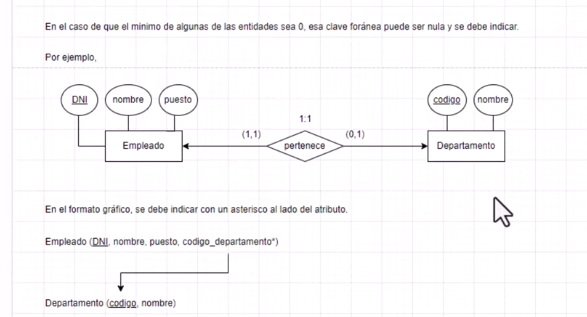 En el caso de que el minimo de algunas de las entidades sea 0, esa clave foránea puede ser nula y se debe indicar.
Por ejemplo,
DNI
nombre
puesto
codigo
nombre
1:1
(1,1)
(0,1)
Empleado
pertenece
Departamento
En el formato gráfico, se debe indicar con un asterisco al lado del atributo.
Empleado (DNI, nombre, puesto, codigo_departamento*)
Departamento (codigo, nombre)